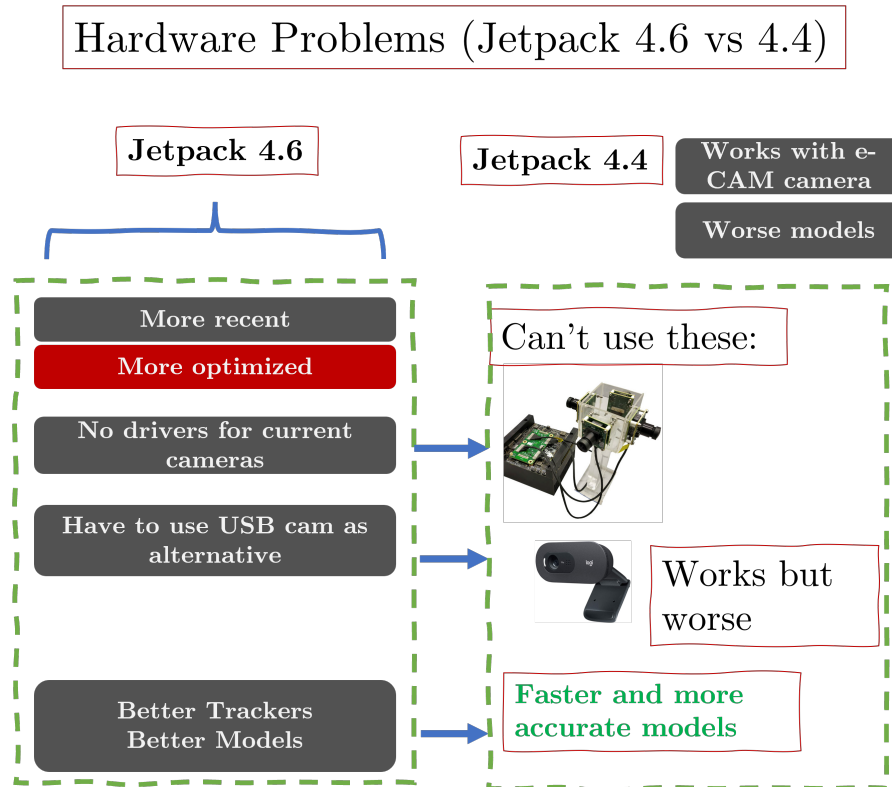 Hardware Problems (Jetpack 4.6 vs 4.4)
Jetpack 4.6
Jetpack 4.4
Works with e-
CAM camera
Worse models
More recent
More optimized
No drivers for current
cameras
Have to use USB cam as
alternative
Better Trackers
Better Models
Can't use these:
logi
Works but
worse
Faster and more
accurate models